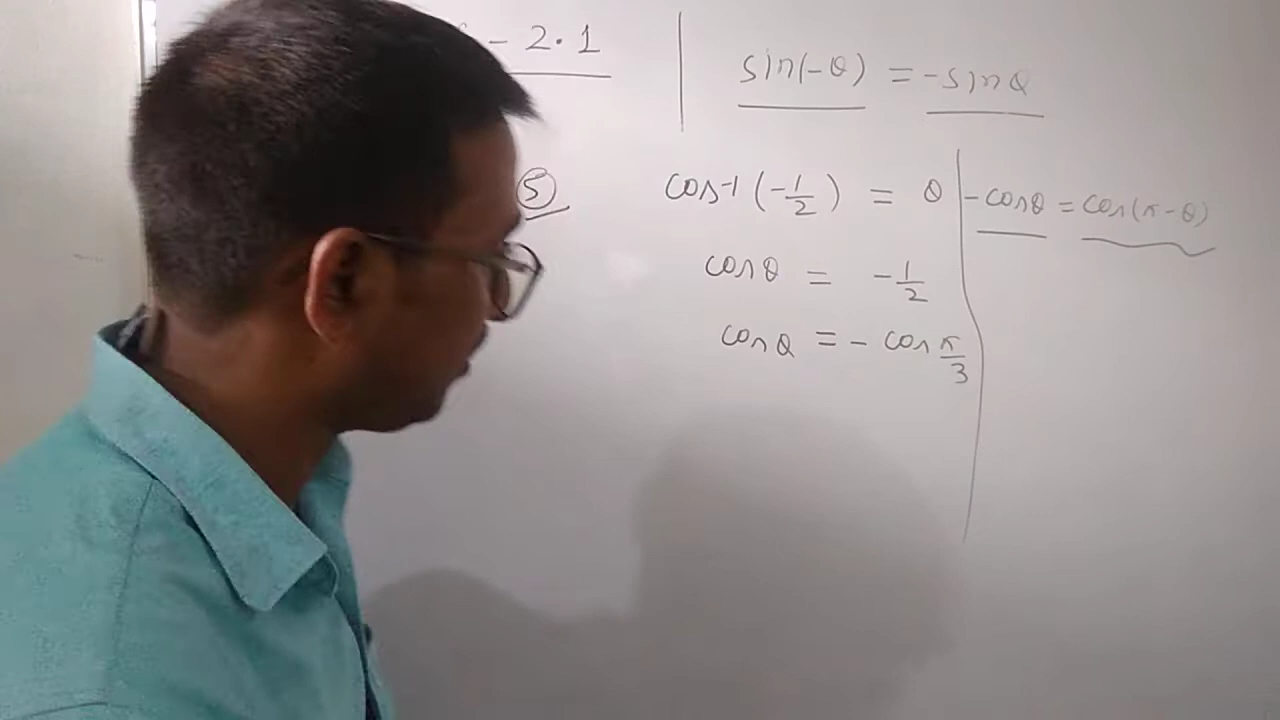 - 2.1
sin(-θ) = -sinθ
⑤ cos⁻¹(-1/2) = θ
-cosθ = cos(π-θ)
cosθ = -1/2
cosθ = - cos π/3